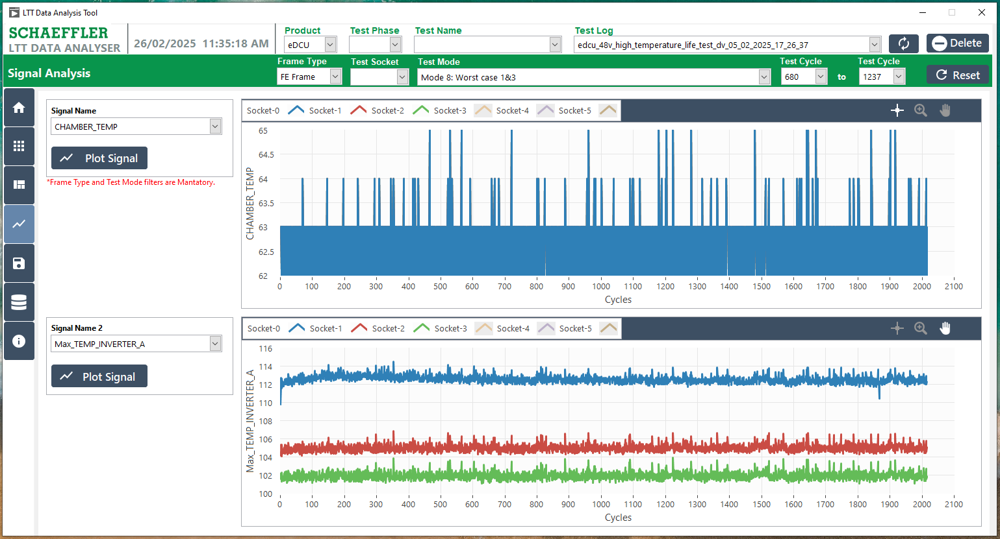 LTT Data Analysis Tool
SCHAEFFLER
LTT DATA ANALYSER
26/02/2025 11:35:18 AM
Product
eDCU
Test Phase
Test Name
Test Log
edcu_48v_high_temperature_life_test_dv_05_02_2025_17_26_37
Delete
Signal Analysis
Frame Type
FE Frame
Test Socket
Test Mode
Mode 8: Worst case 1&3
Test Cycle
680
to
Test Cycle
1237
Reset
Signal Name
CHAMBER_TEMP
Plot Signal
*Frame Type and Test Mode filters are Mantatory.
Socket-0 Socket-1 Socket-2 Socket-3 Socket-4 Socket-5
CHAMBER_TEMP
65
64.5
64
63.5
63
62.5
62
0 100 200 300 400 500 600 700 800 900 1000 1100 1200 1300 1400 1500 1600 1700 1800 1900 2000 2100
Cycles
Signal Name 2
Max_TEMP_INVERTER_A
Plot Signal
Socket-0 Socket-1 Socket-2 Socket-3 Socket-4 Socket-5
Max_TEMP_INVERTER_A
116
114
112
110
108
106
104
102
100
0 100 200 300 400 500 600 700 800 900 1000 1100 1200 1300 1400 1500 1600 1700 1800 1900 2000 2100
Cycles